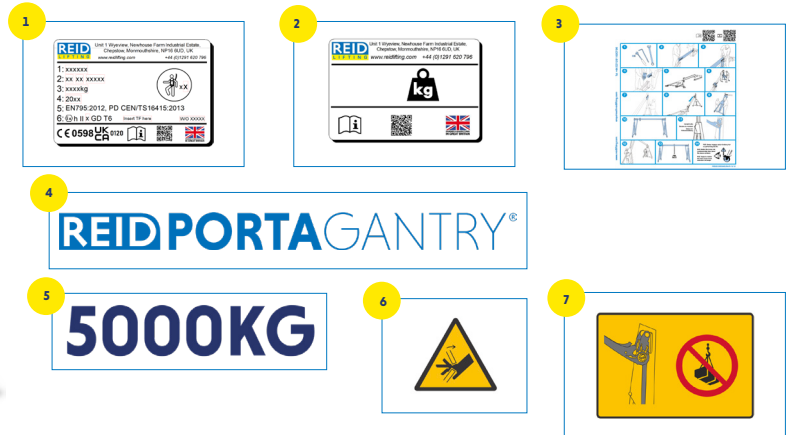 1
REID
LIFTING
Unit 1 Wyeview, Newhouse Farm Industrial Estate,
Chepstow, Monmouthshire, NP16 6UD, UK
www.reidlifting.com +44 (0)1291 620 796
1: xxxxxx
2: xx xx xxxxx
3: xxxxkg
4: 20xx
5: EN795:2012, PD CEN/TS16415:2013
6: Ex h II x GD T6 Insert TF here WO XXXXX
xX
CE 0598 UKCA 0120
2
REID
LIFTING
Unit 1 Wyeview, Newhouse Farm Industrial Estate,
Chepstow, Monmouthshire, NP16 6UD, UK
www.reidlifting.com +44 (0)1291 620 796
kg
3
4
REID PORTAGANTRY®
5
5000KG
6
7